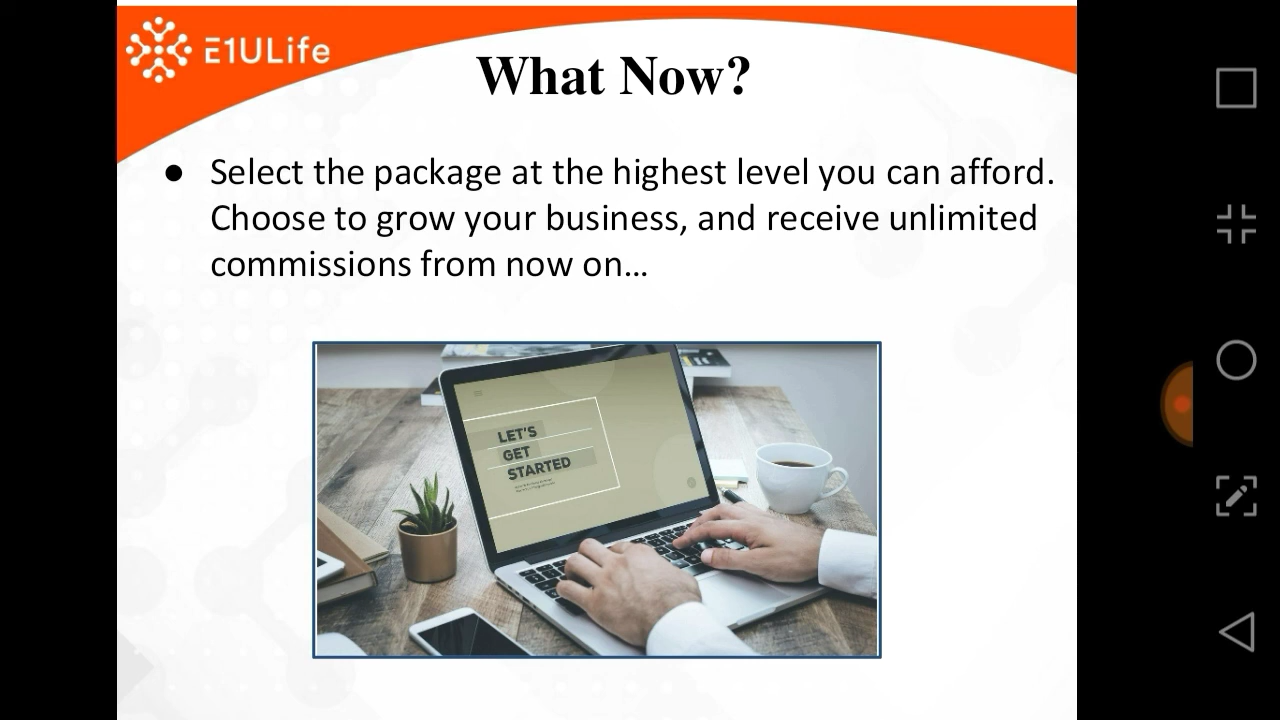 E1ULife
What Now?
● Select the package at the highest level you can afford.
Choose to grow your business, and receive unlimited
commissions from now on...
LET'S
GET
STARTED